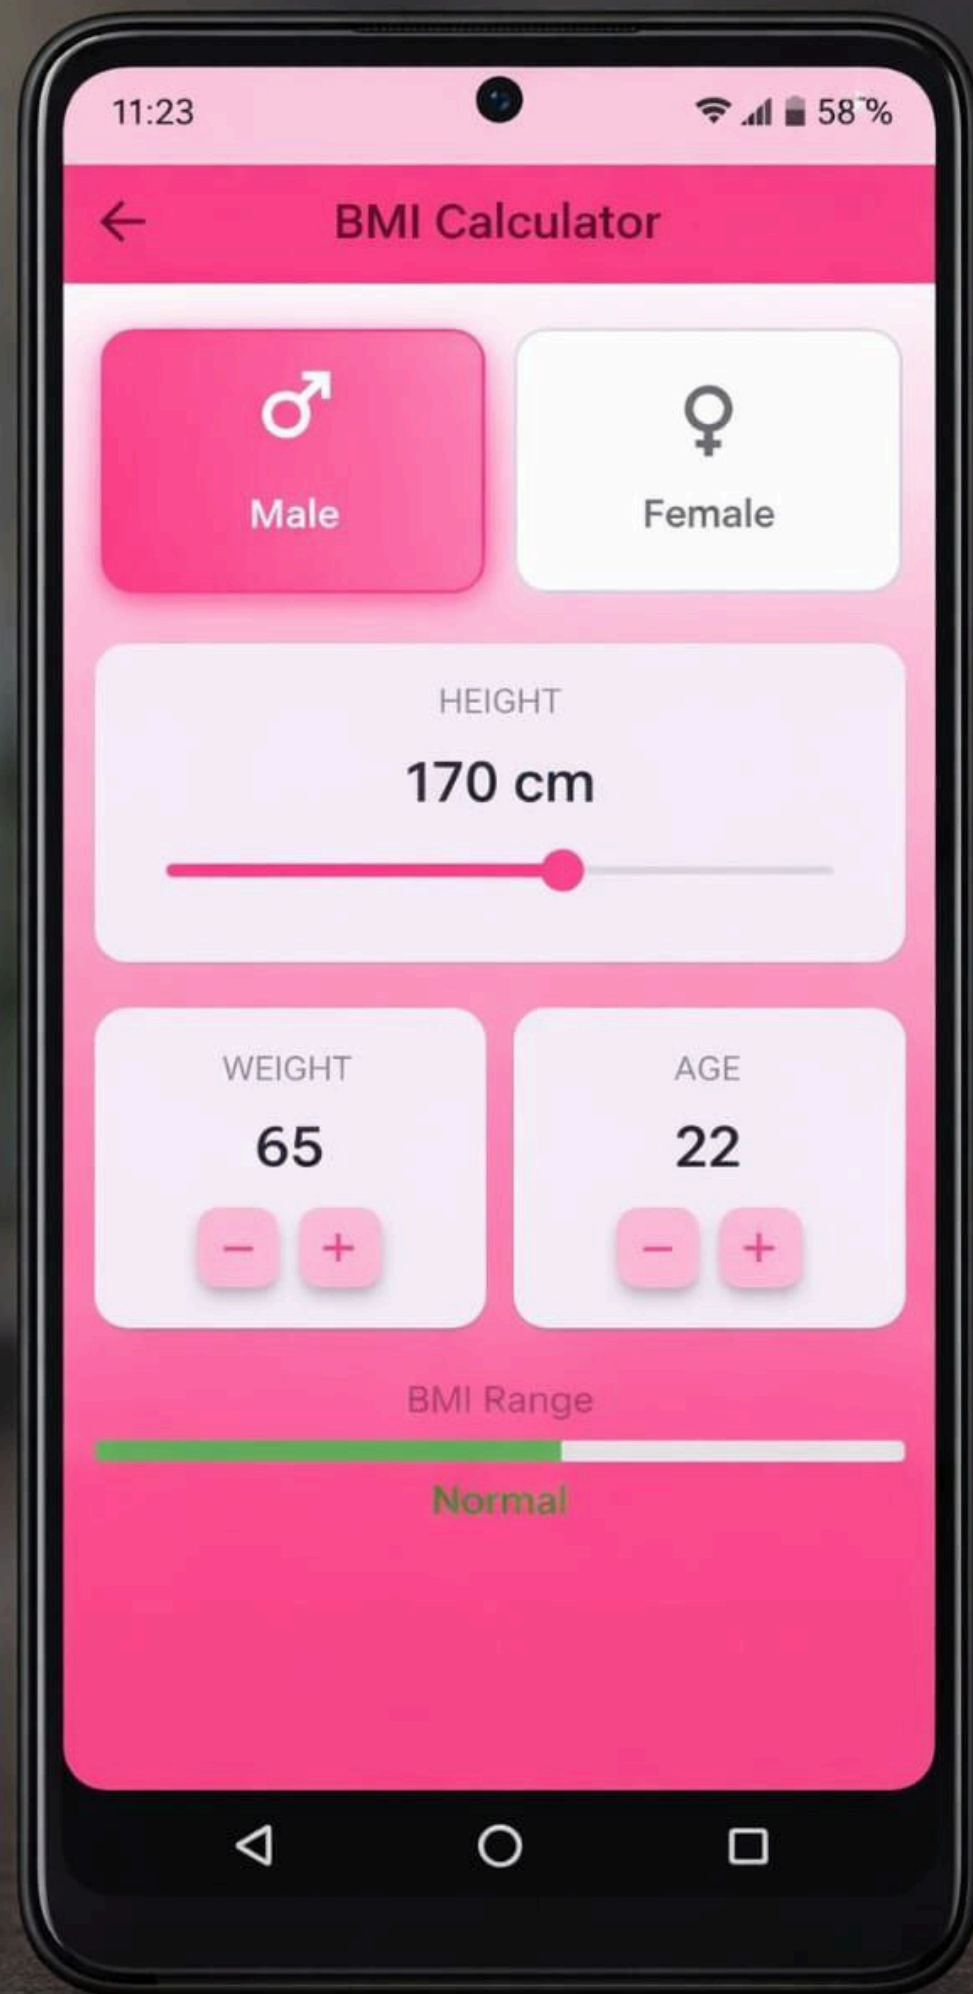 11:23
58%
BMI Calculator
Male
Female
HEIGHT
170 cm
WEIGHT
65
AGE
22
BMI Range
Normal